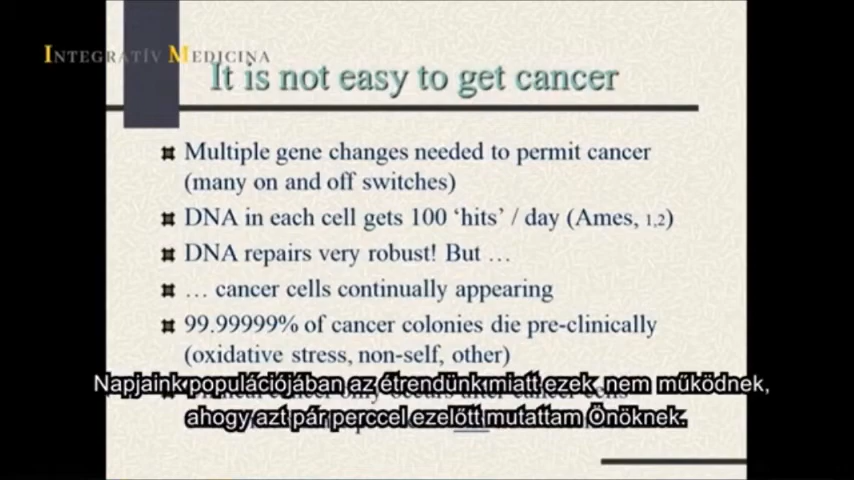 INTEGRATÍV MEDICINA
It is not easy to get cancer
Multiple gene changes needed to permit cancer
(many on and off switches)
DNA in each cell gets 100 ‘hits’ / day (Ames, 1,2)
DNA repairs very robust! But …
… cancer cells continually appearing
99.99999% of cancer colonies die pre-clinically
(oxidative stress, non-self, other)
Napjaink populációjában az étrendünk miatt ezek nem működnek,
ahogy azt pár perccel ezelőtt mutattam Önöknek.